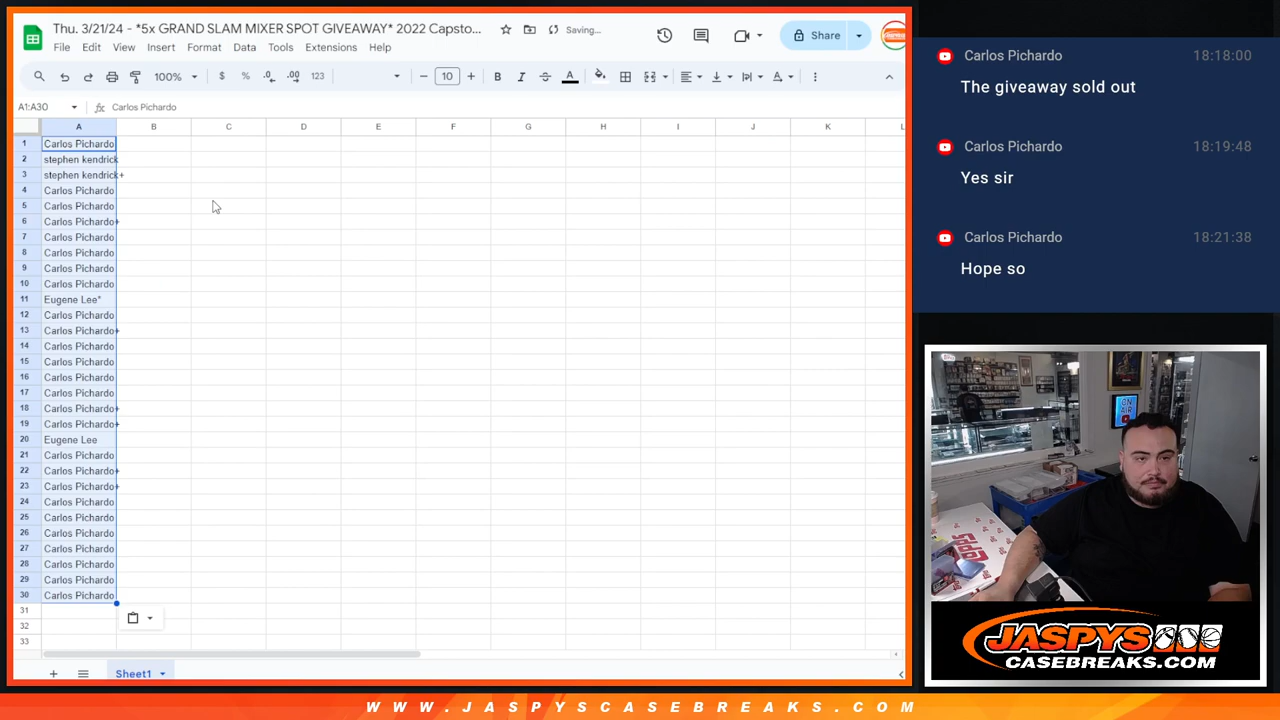 Thu. 3/21/24 - *5x GRAND SLAM MIXER SPOT GIVEAWAY* 2022 Capsto...
Saving...
File Edit View Insert Format Data Tools Extensions Help
Share
100%
$ % .0 .00 123
10
B I S A
A1:A30
fx Carlos Pichardo
A B C D E F G H I J K L
1 Carlos Pichardo
2 stephen kendrick
3 stephen kendrick+
4 Carlos Pichardo
5 Carlos Pichardo
6 Carlos Pichardo+
7 Carlos Pichardo
8 Carlos Pichardo
9 Carlos Pichardo
10 Carlos Pichardo
11 Eugene Lee*
12 Carlos Pichardo
13 Carlos Pichardo+
14 Carlos Pichardo
15 Carlos Pichardo
16 Carlos Pichardo
17 Carlos Pichardo
18 Carlos Pichardo+
19 Carlos Pichardo+
20 Eugene Lee
21 Carlos Pichardo
22 Carlos Pichardo+
23 Carlos Pichardo+
24 Carlos Pichardo
25 Carlos Pichardo
26 Carlos Pichardo
27 Carlos Pichardo
28 Carlos Pichardo
29 Carlos Pichardo
30 Carlos Pichardo
31
32
33
Sheet1
Carlos Pichardo 18:18:00
The giveaway sold out
Carlos Pichardo 18:19:48
Yes sir
Carlos Pichardo 18:21:38
Hope so
ON AIR
JASPYS
CASEBREAKS.COM
WWW.JASPYSCASEBREAKS.COM